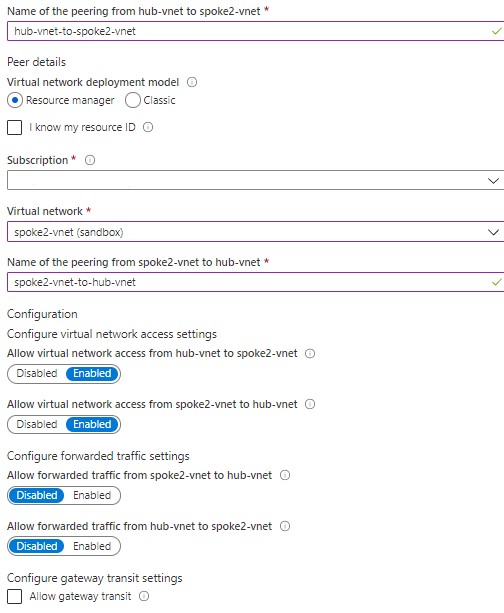 Name of the peering from hub-vnet to spoke2-vnet *
hub-vnet-to-spoke2-vnet
Peer details
Virtual network deployment model
Resource manager Classic
I know my resource ID
Subscription *
Virtual network *
spoke2-vnet (sandbox)
Name of the peering from spoke2-vnet to hub-vnet *
spoke2-vnet-to-hub-vnet
Configuration
Configure virtual network access settings
Allow virtual network access from hub-vnet to spoke2-vnet
Disabled Enabled
Allow virtual network access from spoke2-vnet to hub-vnet
Disabled Enabled
Configure forwarded traffic settings
Allow forwarded traffic from spoke2-vnet to hub-vnet
Disabled Enabled
Allow forwarded traffic from hub-vnet to spoke2-vnet
Disabled Enabled
Configure gateway transit settings
Allow gateway transit